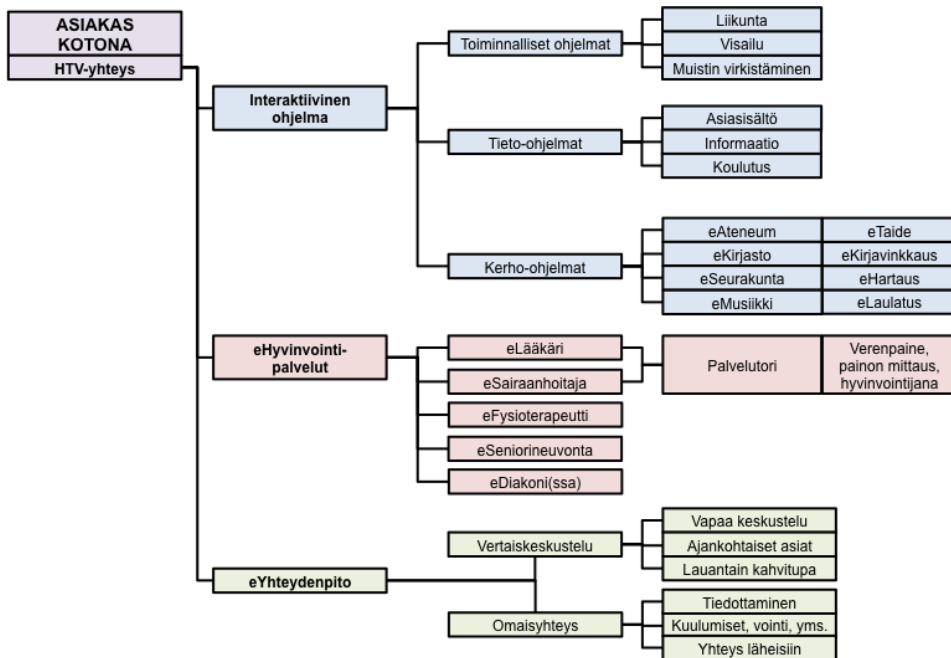 ASIAKAS
KOTONA
HTV-yhteys
Interaktiivinen
ohjelma
Toiminnalliset ohjelmat
Liikunta
Visailu
Muistin virkistäminen
Tieto-ohjelmat
Asiasisältö
Informaatio
Koulutus
Kerho-ohjelmat
eAteneum
eTaide
eKirjasto
eKirjavinkkaus
eSeurakunta
eHartaus
eMusiikki
eLaulatus
eHyvinvointi-
palvelut
eLääkäri
eSairaanhoitaja
eFysioterapeutti
eSeniorineuvonta
eDiakoni(ssa)
Palvelutori
Verenpaine,
painon mittaus,
hyvinvointijana
eYhteydenpito
Vertaiskeskustelu
Vapaa keskustelu
Ajankohtaiset asiat
Lauantain kahvitupa
Omaisyhteys
Tiedottaminen
Kuulumiset, vointi, yms.
Yhteys läheisiin